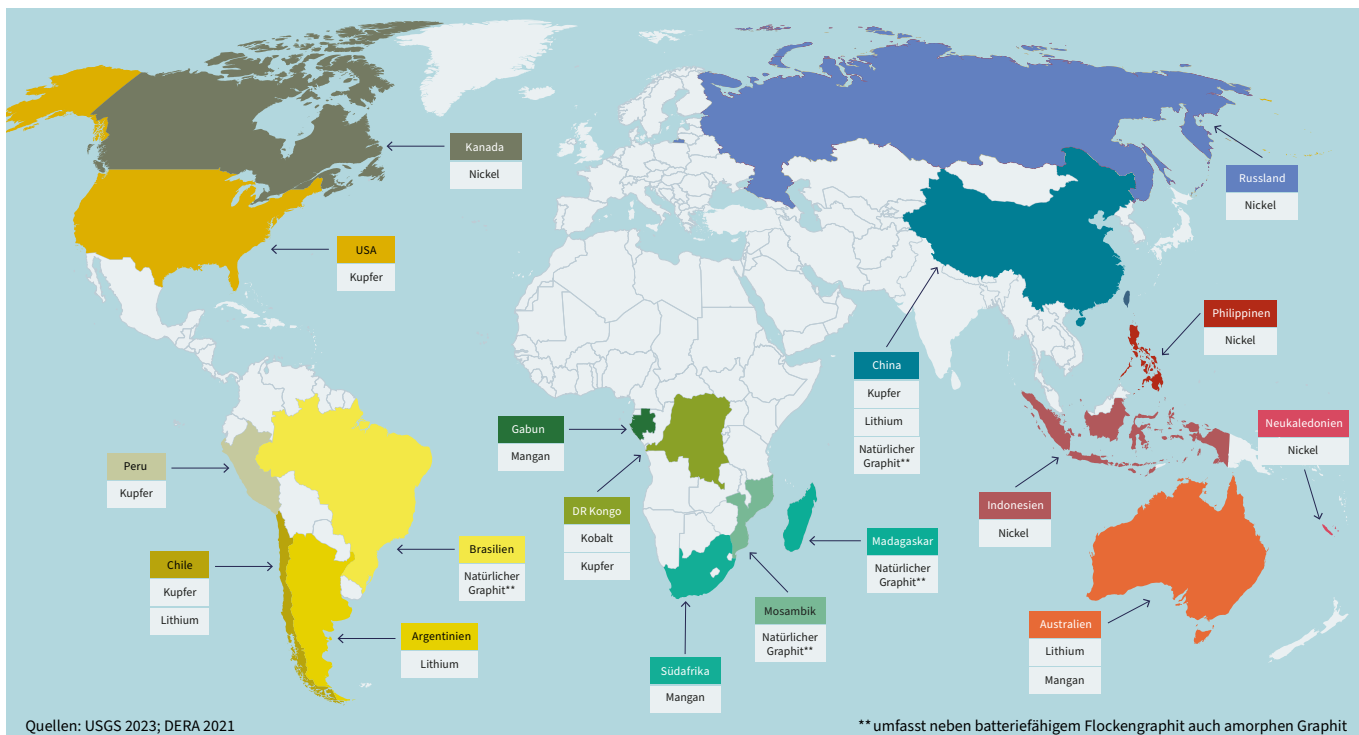 Kanada
Nickel
USA
Kupfer
Russland
Nickel
Philippinen
Nickel
China
Kupfer
Lithium
Natürlicher
Graphit**
Neukaledonien
Nickel
Gabun
Mangan
Peru
Kupfer
DR Kongo
Kobalt
Kupfer
Indonesien
Nickel
Madagaskar
Natürlicher
Graphit**
Brasilien
Natürlicher
Graphit**
Chile
Kupfer
Lithium
Mosambik
Natürlicher
Graphit**
Australien
Lithium
Mangan
Argentinien
Lithium
Südafrika
Mangan
Quellen: USGS 2023; DERA 2021
** umfasst neben batteriefähigem Flockengraphit auch amorphen Graphit